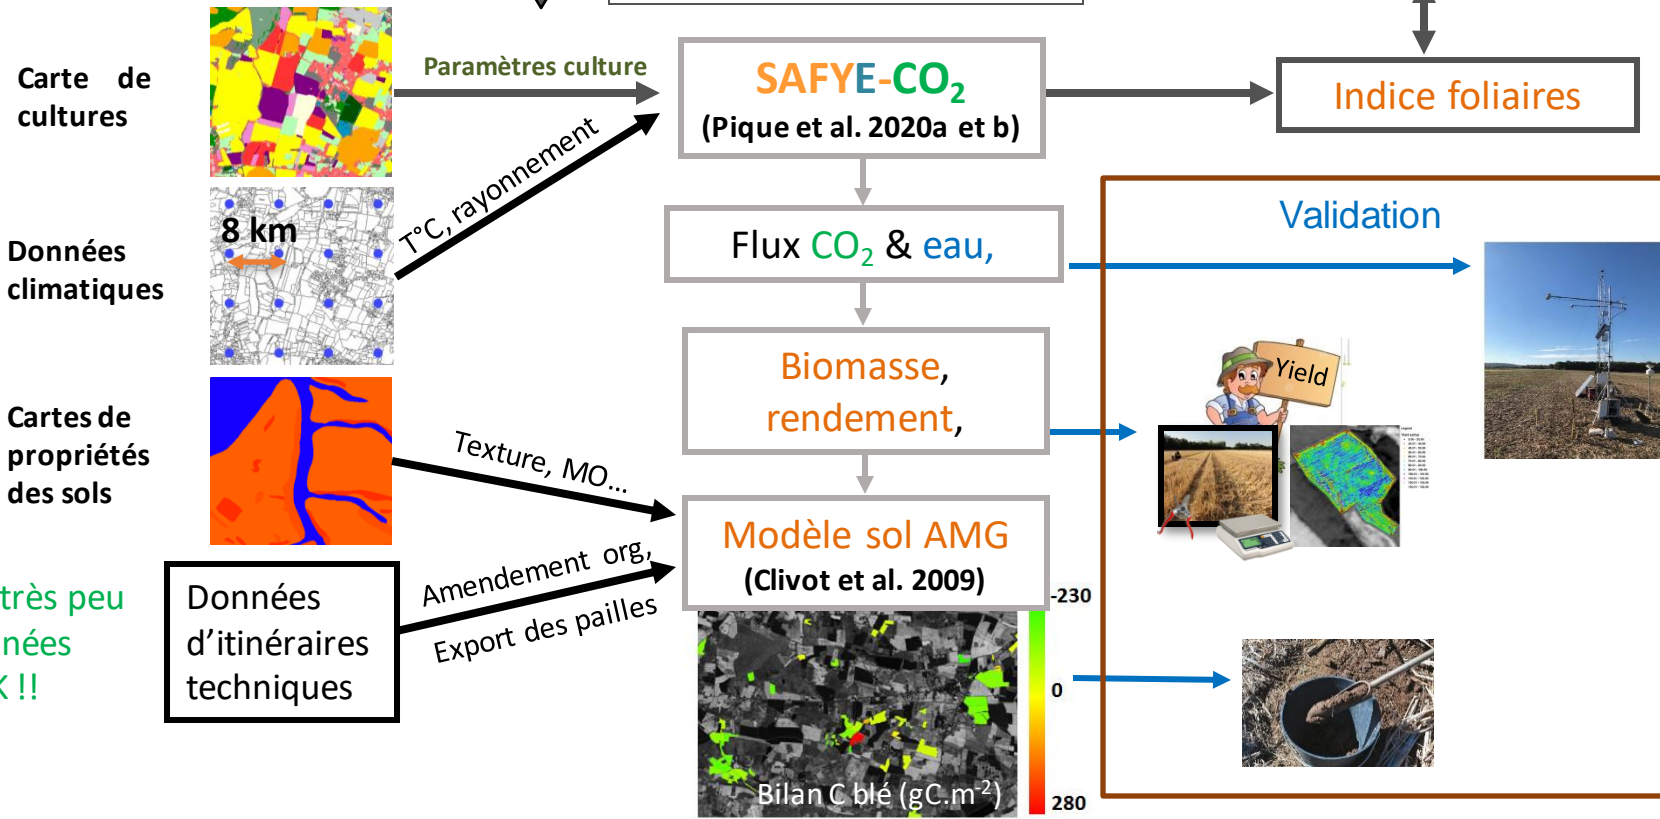 Carte de
cultures
Paramètres culture
SAFYE-CO₂
(Pique et al. 2020a et b)
Indice foliaires
T°C, rayonnement
Données
climatiques
8 km
Flux CO₂ & eau,
Validation
Biomasse,
rendement,
Yield
Cartes de
propriétés
des sols
Texture, MO...
Modèle sol AMG
(Clivot et al. 2009)
très peu
nées
!!
Données
d'itinéraires
techniques
Amendement org,
Export des pailles
-230
0
280
Bilan C blé (gC.m⁻²)